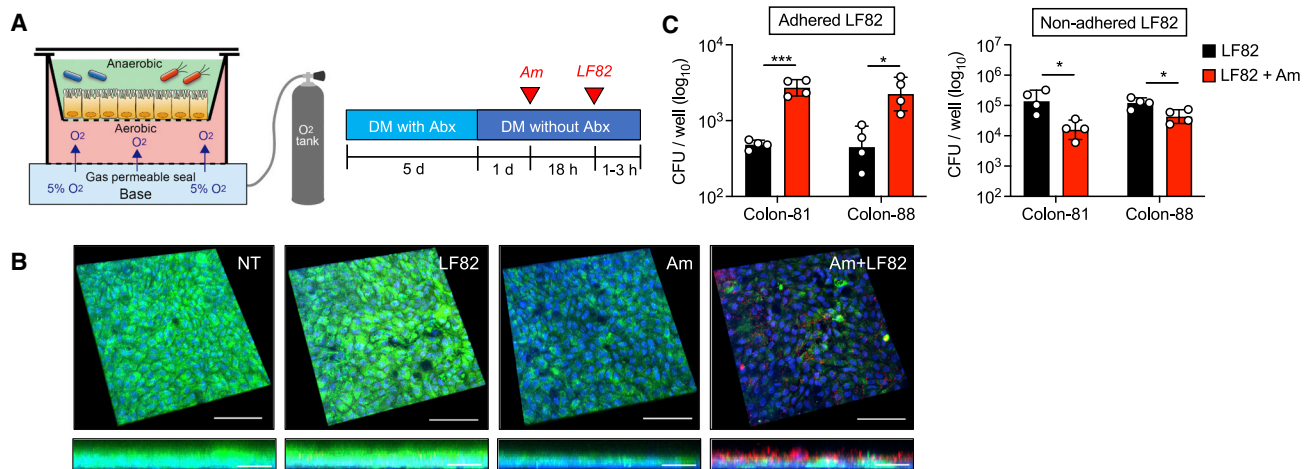 A
Anaerobic
Aerobic
O2 O2 O2
5% O2 Gas permeable seal 5% O2
Base
O2
tank
Am LF82
DM with Abx DM without Abx
5 d 1 d 18 h 1-3 h
C
Adhered LF82
CFU / well (log10)
10^4
10^3
10^2
*** *
Colon-81 Colon-88
Non-adhered LF82
CFU / well (log10)
10^7
10^6
10^5
10^4
10^3
10^2
* *
Colon-81 Colon-88
LF82
LF82 + Am
B
NT LF82 Am Am+LF82